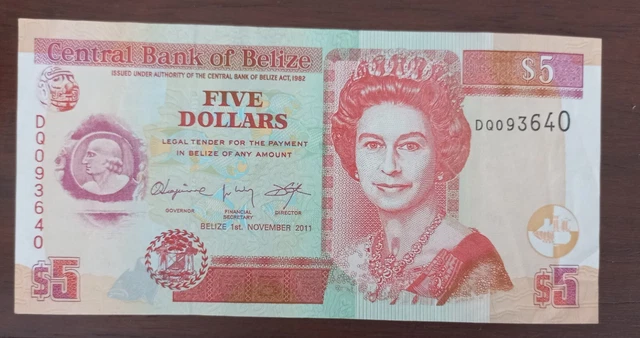 Central Bank of Belize
$5
ISSUED UNDER AUTHORITY OF THE CENTRAL BANK OF BELIZE ACT, 1982
FIVE
DOLLARS
DQ093640
LEGAL TENDER FOR THE PAYMENT
IN BELIZE OF ANY AMOUNT
DQ093640
GOVERNOR
FINANCIAL
SECRETARY
DIRECTOR
BELIZE 1st. NOVEMBER 2011
$5
$5